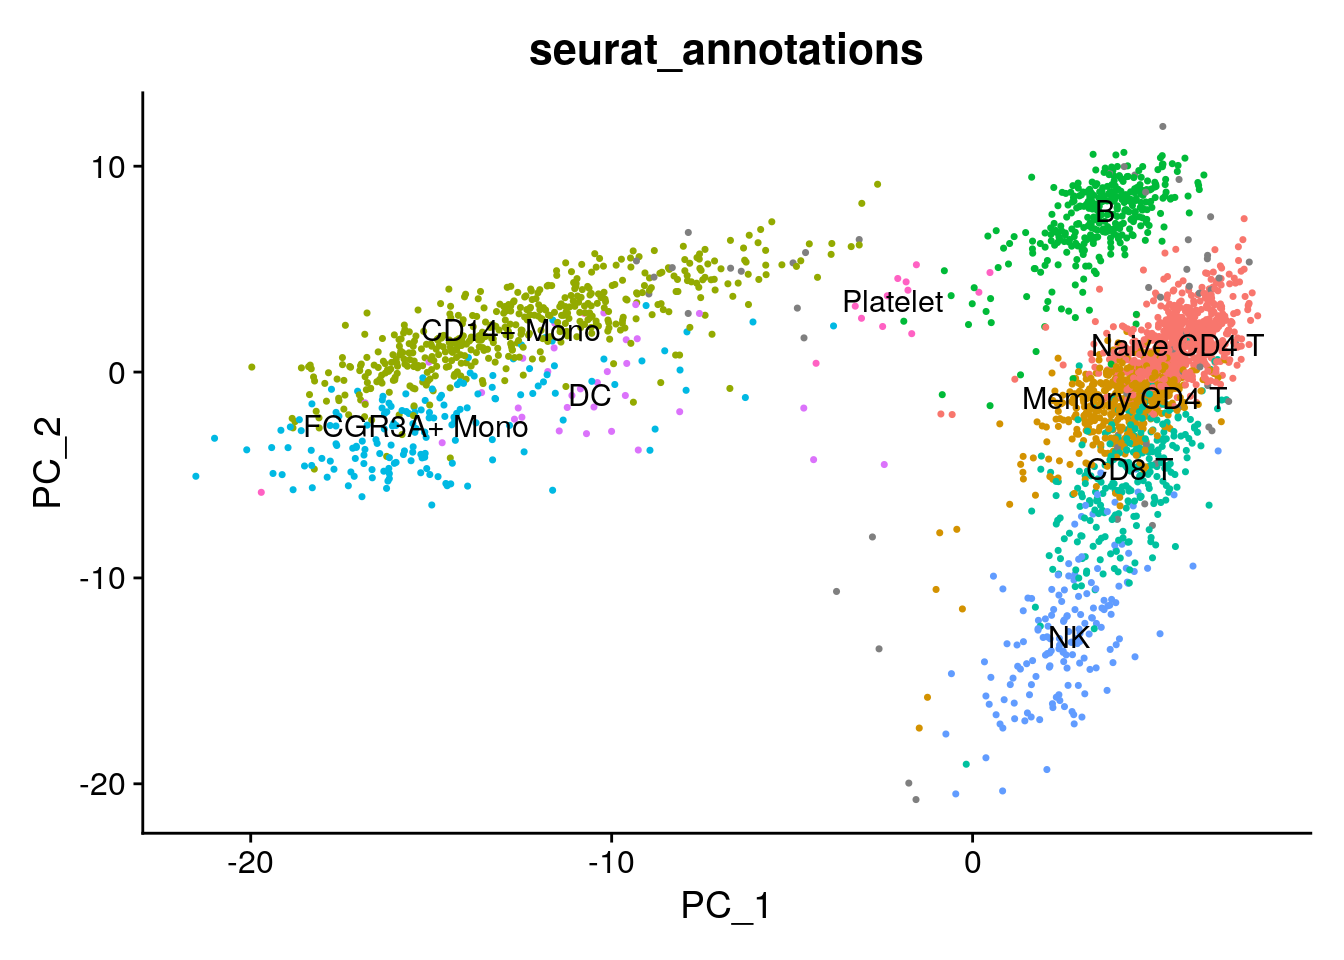 seurat_annotations
10
B
Platelet
CD14+ Mono
Naive CD4 T
0
DC
Memory CD4 T
FCGR3A+ Mono
CD8 T
PC_2
-10
NK
-20
-20
-10
0
PC_1